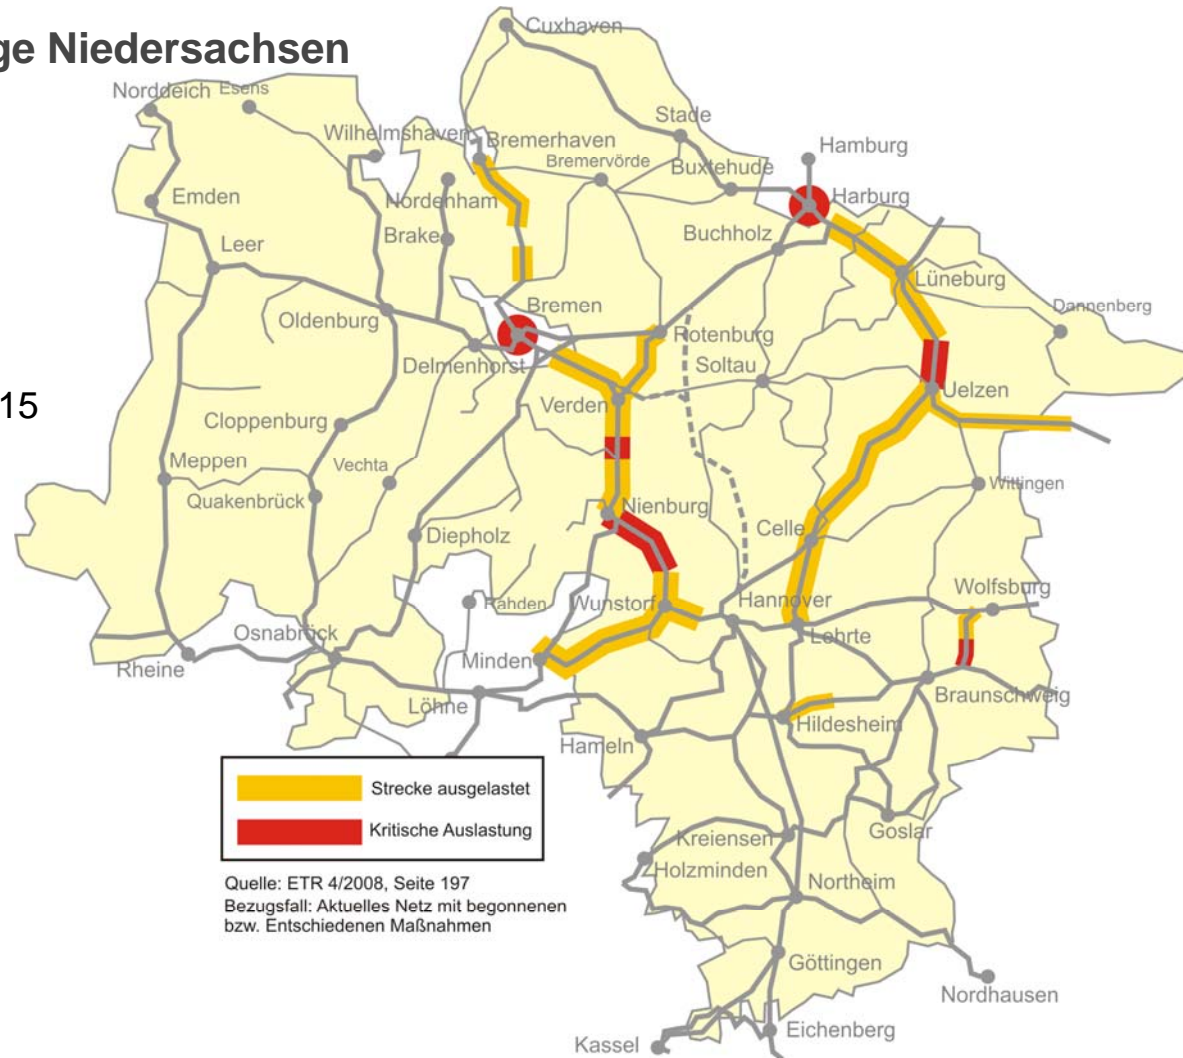 ge Niedersachsen
Cuxhaven
Norddeich
Esens
Stade
Wilhelmshaven
Bremerhaven
Hamburg
Bremervörde
Buxtehude
Emden
Nordenham
Harburg
Brake
Buchholz
Leer
Lüneburg
Bremen
Dannenberg
Oldenburg
Rotenburg
Delmenhorst
Soltau
Uelzen
15
Verden
Cloppenburg
Meppen
Vechta
Wittingen
Quakenbrück
Nienburg
Diepholz
Celle
Wolfsburg
Rahden
Wunstorf
Hannover
Osnabrück
Lehrte
Rheine
Minden
Braunschweig
Löhne
Hildesheim
Hameln
Strecke ausgelastet
Kritische Auslastung
Kreiensen
Goslar
Holzminden
Quelle: ETR 4/2008, Seite 197
Northeim
Bezugsfall: Aktuelles Netz mit begonnenen
bzw. Entschiedenen Maßnahmen
Göttingen
Nordhausen
Eichenberg
Kassel